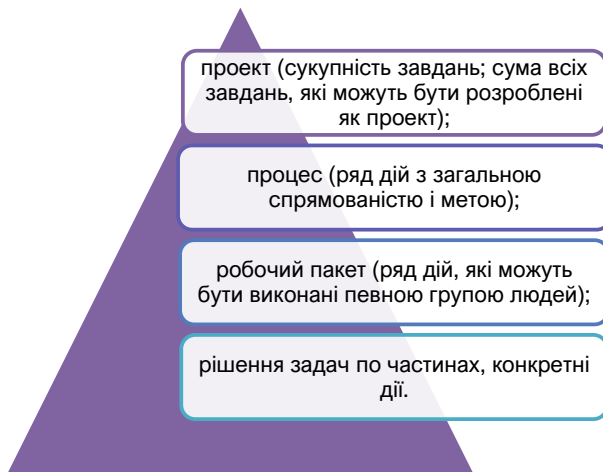 проект (сукупність завдань; сума всіх
завдань, які можуть бути розроблені
як проект);
процес (ряд дій з загальною
спрямованістю і метою);
робочий пакет (ряд дій, які можуть
бути виконані певною групою людей);
рішення задач по частинах, конкретні
дії.